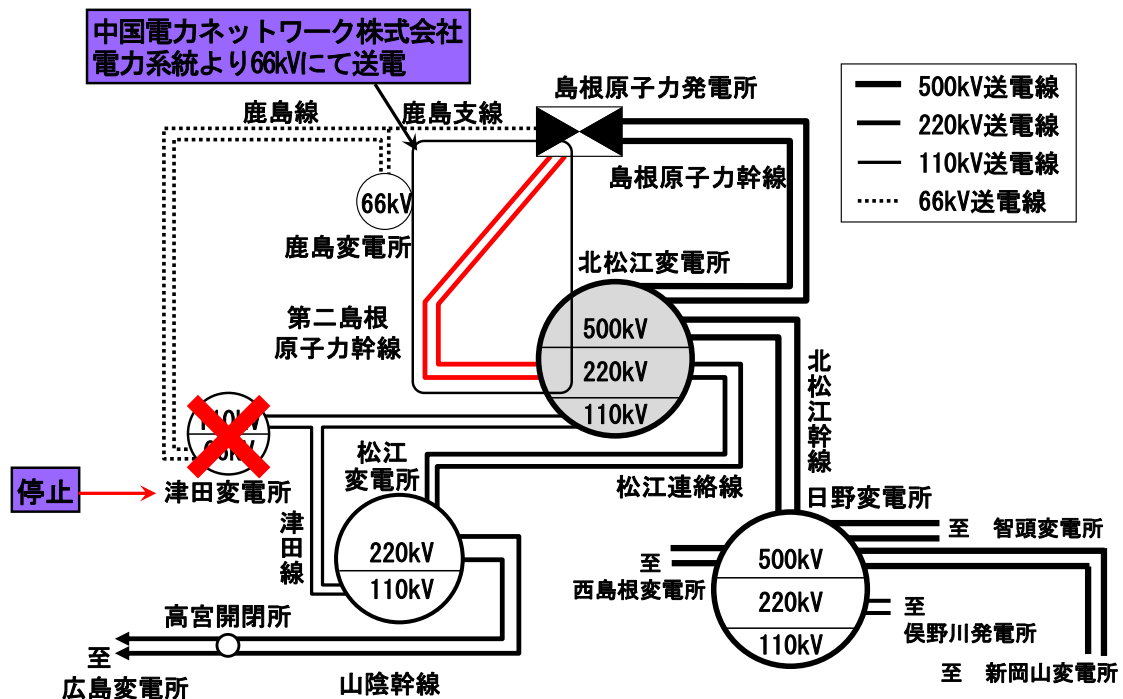 中国電力ネットワーク株式会社
電力系統より66kVにて送電
鹿島線
鹿島支線
島根原子力発電所
500kV送電線
220kV送電線
110kV送電線
66kV送電線
島根原子力幹線
66kV
鹿島変電所
北松江変電所
第二島根
原子力幹線
500kV
220kV
110kV
北松江幹線
停止
津田変電所
松江
変電所
松江連絡線
日野変電所
津田線
220kV
110kV
至 智頭変電所
500kV
220kV
110kV
至
西島根変電所
至
俣野川発電所
高宮開閉所
至
広島変電所
山陰幹線
至 新岡山変電所